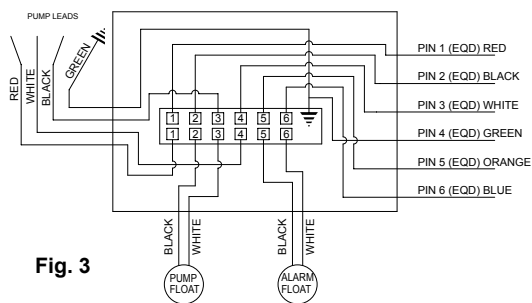 PUMP LEADS
RED
WHITE
BLACK
GREEN
PIN 1 (EQD) RED
PIN 2 (EQD) BLACK
PIN 3 (EQD) WHITE
PIN 4 (EQD) GREEN
PIN 5 (EQD) ORANGE
PIN 6 (EQD) BLUE
1 2 3 4 5 6
1 2 3 4 5 6
BLACK
WHITE
BLACK
WHITE
PUMP
FLOAT
ALARM
FLOAT
Fig. 3